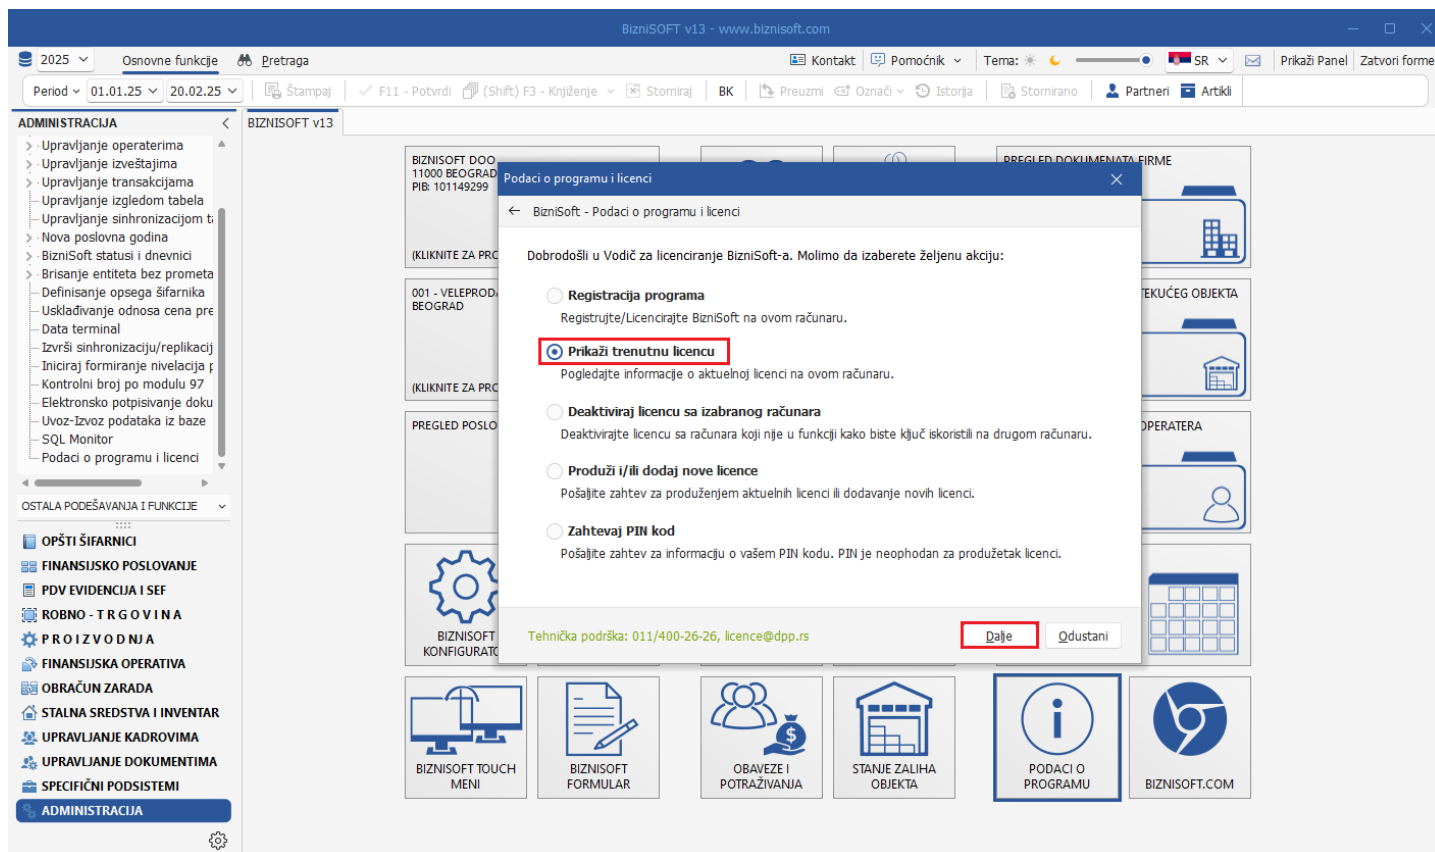 BizniSOFT v13 - www.biznisoft.com
2025
Osnovne funkcije
Pretraga
Kontakt
Pomoćnik
Tema:
SR
Prikaži Panel
Zatvori forme
Period
01.01.25
20.02.25
Štampaj
F11 - Potvrdi
(Shift) F3 - Knjiženje
Storniraj
BK
Preuzmi
Označi
Istorija
Stornirano
Partneri
Artikli
ADMINISTRACIJA
BIZNISOFT v13
Upravljanje operaterima
Upravljanje izveštajima
Upravljanje transakcijama
Upravljanje izgledom tabela
Upravljanje sinhronizacijom
Nova poslovna godina
BizniSoft statusi i dnevnici
Brisanje entiteta bez prometa
Definisanje opsega šifarnika
Usklađivanje odnosa cena pre
Data terminal
Izvrši sinhronizaciju/replikacij
Iniciraj formiranje nivelacija
Kontrolni broj po modulu 97
Elektronsko potpisivanje doku
Uvoz-Izvoz podataka iz baze
SQL Monitor
Podaci o programu i licenci
OSTALA PODEŠAVANJA I FUNKCIJE
OPŠTI ŠIFARNICI
FINANSIJSKO POSLOVANJE
PDV EVIDENCIJA I SEF
ROBNO - T R G O V I N A
P R O I Z V O D NJ A
FINANSIJSKA OPERATIVA
OBRAČUN ZARADA
STALNA SREDSTVA I INVENTAR
UPRAVLJANJE KADROVIMA
UPRAVLJANJE DOKUMENTIMA
SPECIFIČNI PODSISTEMI
ADMINISTRACIJA
BIZNISOFT DOO
11000 BEOGRAD
PIB: 101149299
(KLIKNITE ZA PRO
001 - VELEPROD
BEOGRAD
(KLIKNITE ZA PRO
PREGLED POSLO
BIZNISOFT
KONFIGURATO
PREGLED DOKUMENATA FIRME
TEKUĆEG OBJEKTA
OPERATERA
Podaci o programu i licenci
BizniSoft - Podaci o programu i licenci
Dobrodošli u Vodič za licenciranje BizniSoft-a. Molimo da izaberete željenu akciju:
Registracija programa
Registrujte/Licencirajte BizniSoft na ovom računaru.
Prikaži trenutnu licencu
Pogledajte informacije o aktuelnoj licenci na ovom računaru.
Deaktiviraj licencu sa izabranog računara
Deaktivirajte licencu sa računara koji nije u funkciji kako biste ključ iskoristili na drugom računaru.
Produži i/ili dodaj nove licence
Pošaljite zahtev za produženjem aktuelnih licenci ili dodavanje novih licenci.
Zahtevaj PIN kod
Pošaljite zahtev za informaciju o vašem PIN kodu. PIN je neophodan za produžetak licenci.
Tehnička podrška: 011/400-26-26, licence@dpp.rs
Dalje
Odustani
BIZNISOFT TOUCH
MENI
BIZNISOFT
FORMULAR
OBAVEZE I
POTRAŽIVANJA
STANJE ZALIHA
OBJEKTA
PODACI O
PROGRAMU
BIZNISOFT.COM